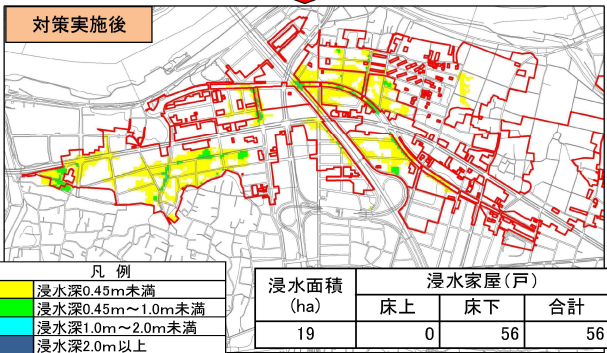 対策実施後
凡 例
浸水深0.45m未満
浸水深0.45m~1.0m未満
浸水深1.0m~2.0m未満
浸水深2.0m以上
浸水面積(ha) 浸水家屋(戸)
床上 床下 合計
19 0 56 56